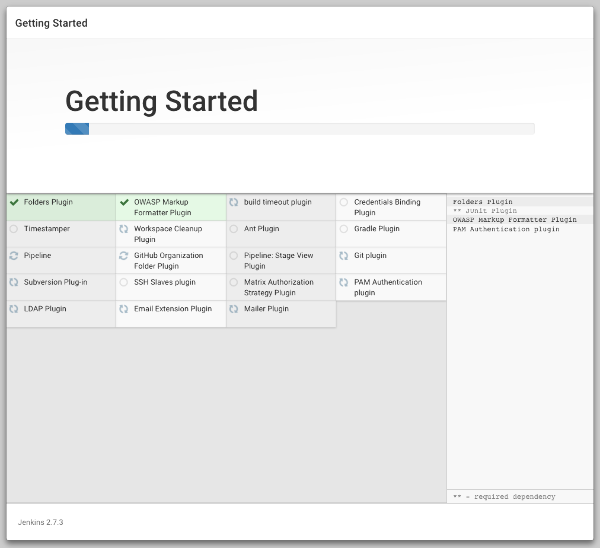 Getting Started
Getting Started
Folders Plugin
OWASP Markup
Formatter Plugin
build timeout plugin
Credentials Binding
Plugin
Timestamper
Workspace Cleanup
Plugin
Ant Plugin
Gradle Plugin
Pipeline
GitHub Organization
Folder Plugin
Pipeline: Stage View
Plugin
Git plugin
Subversion Plug-in
SSH Slaves plugin
Matrix Authorization
Strategy Plugin
PAM Authentication
plugin
LDAP Plugin
Email Extension Plugin
Mailer Plugin
Folders Plugin
** JUnit Plugin
OWASP Markup Formatter Plugin
PAM Authentication plugin
** - required dependency
Jenkins 2.7.3